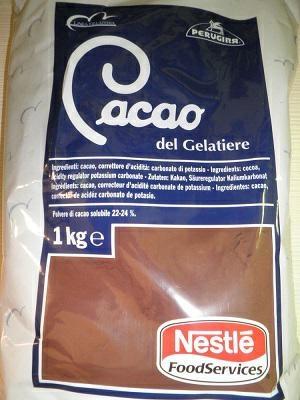 PERUGINA
Cacao
del Gelatiere
Ingredienti: cacao, correttore d'acidità: carbonato di potassio - Ingredients: cocoa,
Acidity regulator potassium carbonate - Zutaten: Kakao, Säureregulator Kaliumkarbonat
Ingrédients: cacao, correcteur d'acidité carbonate de potassium - Ingredientes: cacao,
corrector de acidez carbonato de potasio.
Polvere di cacao solubile 22-24 %.
1 kg e
Nestlé
FoodServices